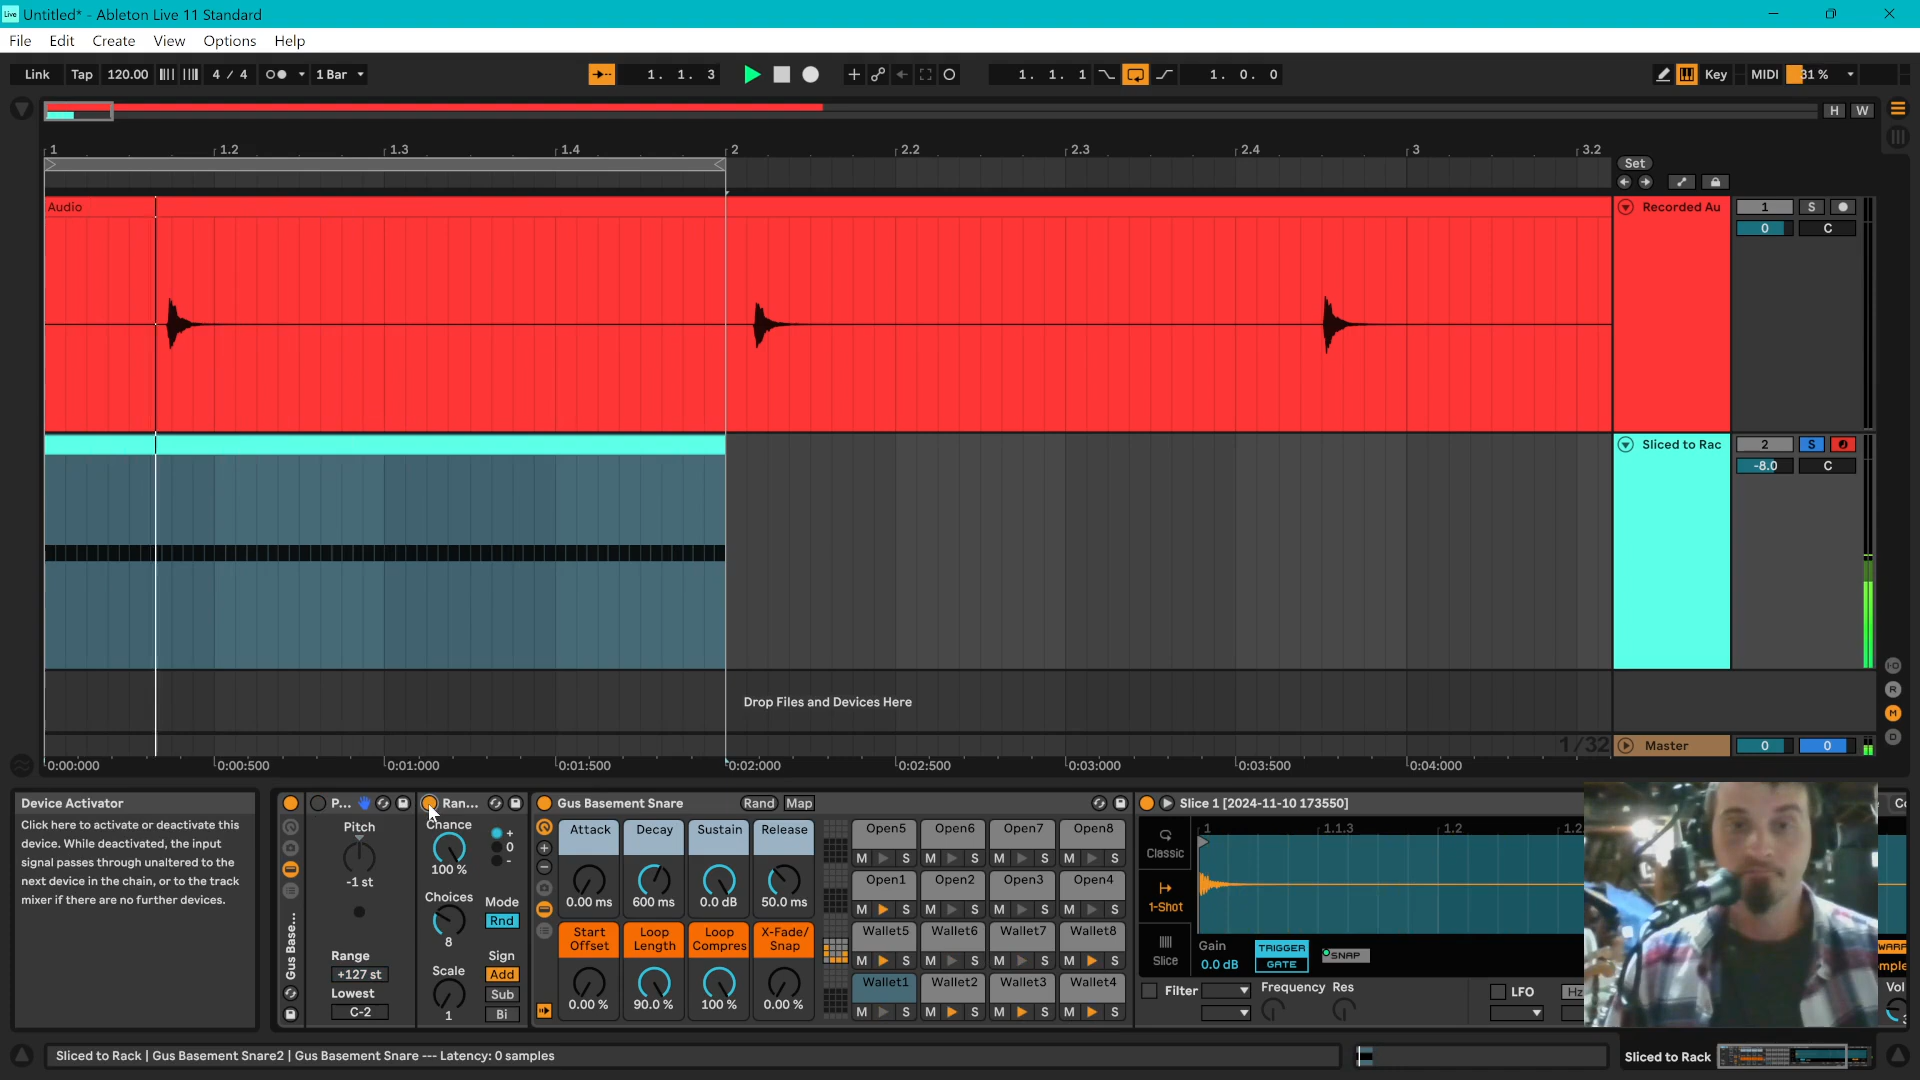 Live Untitled* - Ableton Live 11 Standard
File Edit Create View Options Help
Link Tap 120.00 4 / 4 1 Bar 1. 1. 3 1. 1. 1 1. 0. 0 Key MIDI 31 %
H W
1 1.2 1.3 1.4 2 2.2 2.3 2.4 3 3.2
Set
Audio
Recorded Au 1 S
0 C
Sliced to Rac 2 S
-8.0 C
Drop Files and Devices Here
1/32
Master 0 0
0:00:000 0:00:500 0:01:000 0:01:500 0:02:000 0:02:500 0:03:000 0:03:500 0:04:000
I·O
R
M
D
Device Activator
Click here to activate or deactivate this
device. While deactivated, the input
signal passes through unaltered to the
next device in the chain, or to the track
mixer if there are no further devices.
Gus Base...
P...
Pitch
-1 st
Range
+127 st
Lowest
C-2
Ran...
Chance
100 %
+
0
-
Choices
8
Mode
Rnd
Scale
1
Sign
Add
Sub
Bi
Gus Basement Snare Rand Map
Attack Decay Sustain Release
0.00 ms 600 ms 0.0 dB 50.0 ms
Start Offset Loop Length Loop Compres X-Fade/ Snap
0.00 % 90.0 % 100 % 0.00 %
Open5 Open6 Open7 Open8
M S M S M S M S
Open1 Open2 Open3 Open4
M S M S M S M S
Wallet5 Wallet6 Wallet7 Wallet8
M S M S M S M S
Wallet1 Wallet2 Wallet3 Wallet4
M S M S M S M S
Slice 1 [2024-11-10 173550]
Co
1 1.1.3 1.2 1.2
Classic
1-Shot
Slice
Gain
0.0 dB
TRIGGER
GATE
SNAP
WARP
mple
Filter Frequency Res LFO Hz Vol
Sliced to Rack | Gus Basement Snare2 | Gus Basement Snare --- Latency: 0 samples
Sliced to Rack